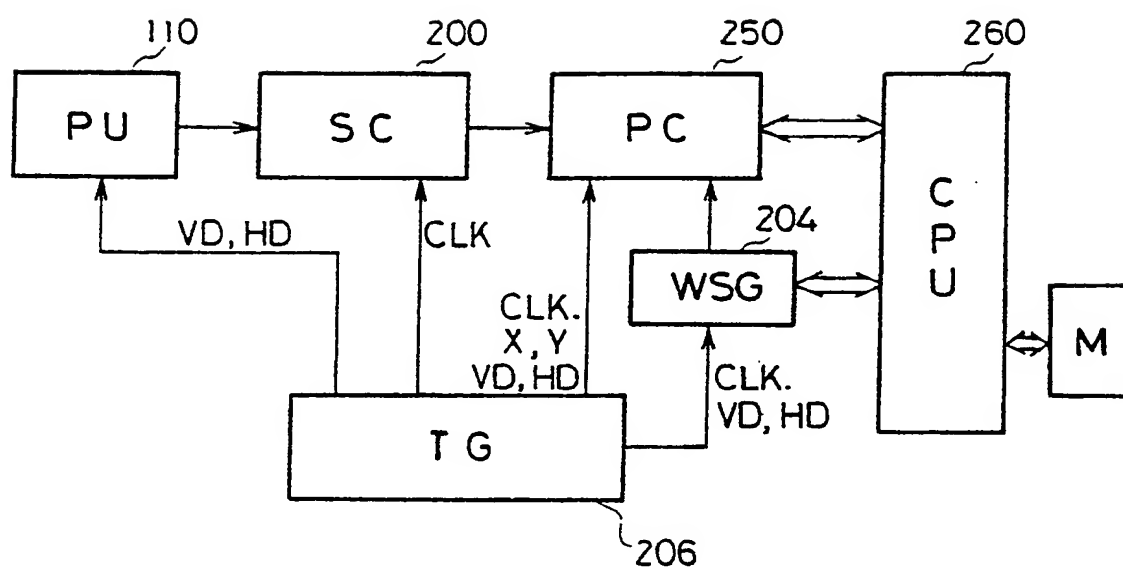 110
200
250
260
PU
SC
PC
CPU
VD, HD
CLK
204
WSG
CLK.
X, Y
VD, HD
M
CLK.
VD, HD
TG
206